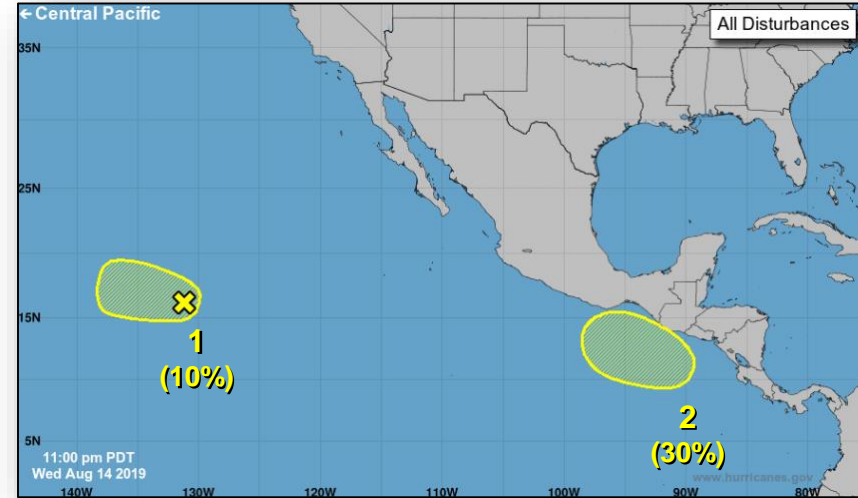 ← Central Pacific
All Disturbances
35N
25N
15N
5N
1
(10%)
2
(30%)
11:00 pm PDT
Wed Aug 14 2019
www.hurricanes.gov
140W 130W 120W 110W 100W 90W 80W